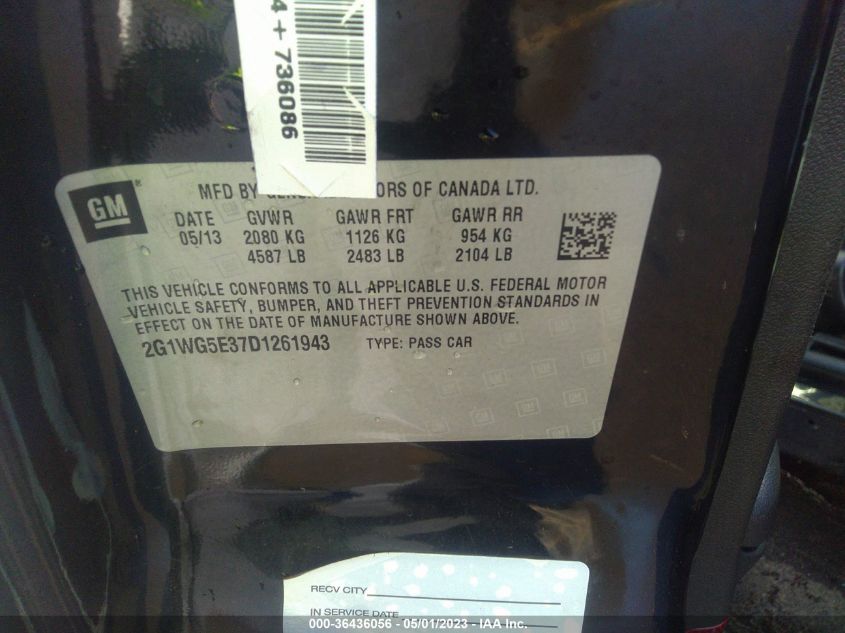 4 + 736086
GM
MFD BY GENERAL MOTORS OF CANADA LTD.
DATE GVWR GAWR FRT GAWR RR
05/13 2080 KG 1126 KG 954 KG
4587 LB 2483 LB 2104 LB
THIS VEHICLE CONFORMS TO ALL APPLICABLE U.S. FEDERAL MOTOR
VEHICLE SAFETY, BUMPER, AND THEFT PREVENTION STANDARDS IN
EFFECT ON THE DATE OF MANUFACTURE SHOWN ABOVE.
2G1WG5E37D1261943 TYPE: PASS CAR
RECV CITY
IN SERVICE DATE
000-36436056 - 05/01/2023 - IAA Inc.